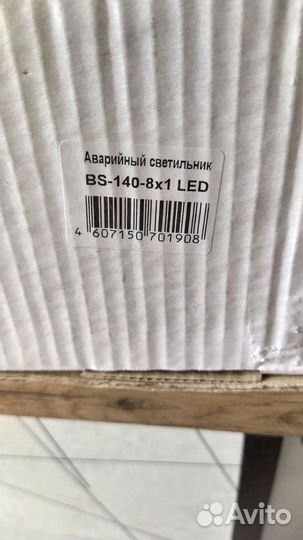 Аварийный светильник
BS-140-8x1 LED
4 607150 701908
Avito